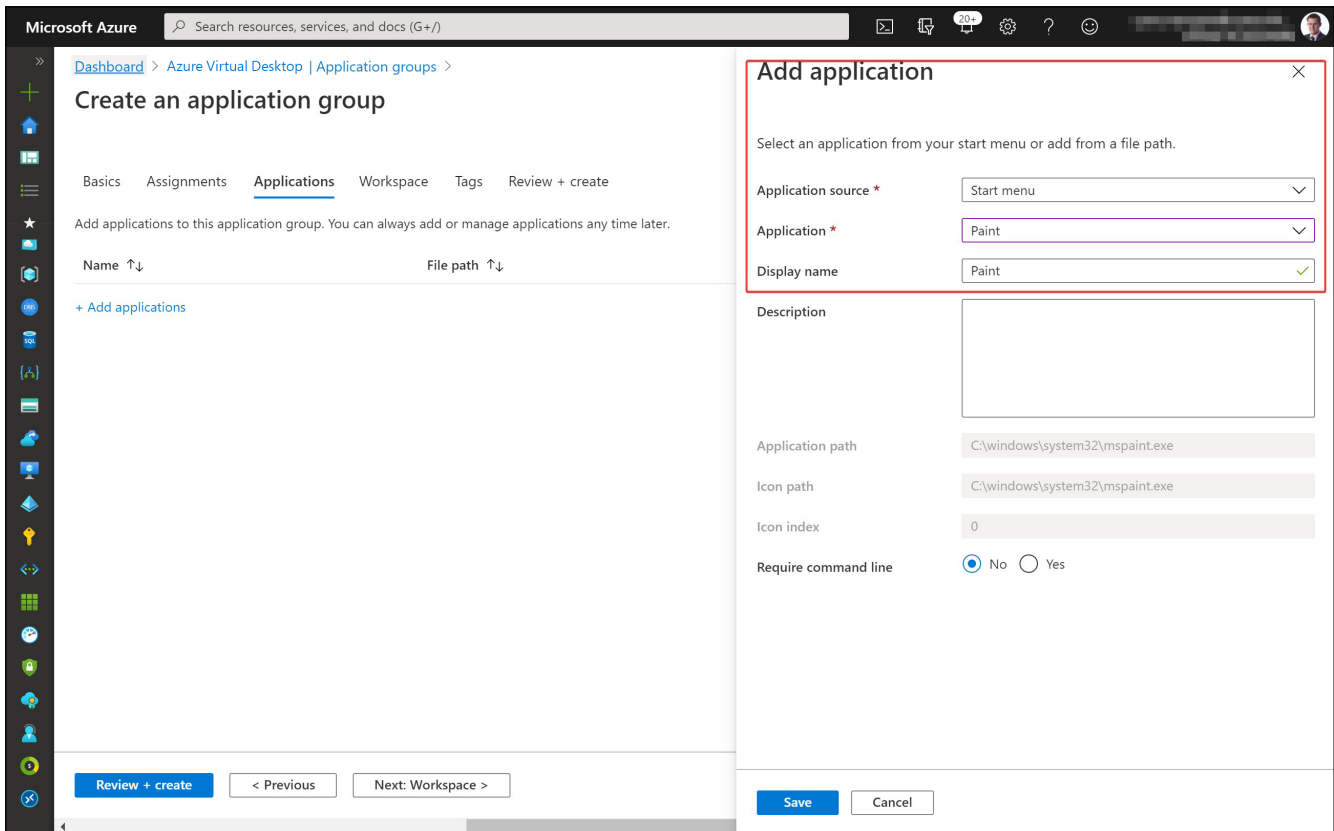 Microsoft Azure
Search resources, services, and docs (G+/)
20+
Dashboard > Azure Virtual Desktop | Application groups >
Create an application group
Basics Assignments Applications Workspace Tags Review + create
Add applications to this application group. You can always add or manage applications any time later.
Name ↑↓ File path ↑↓
+ Add applications
DNS
SQL
Review + create < Previous Next: Workspace >
Add application
Select an application from your start menu or add from a file path.
Application source * Start menu
Application * Paint
Display name Paint
Description
Application path C:\windows\system32\mspaint.exe
Icon path C:\windows\system32\mspaint.exe
Icon index 0
Require command line No Yes
Save Cancel